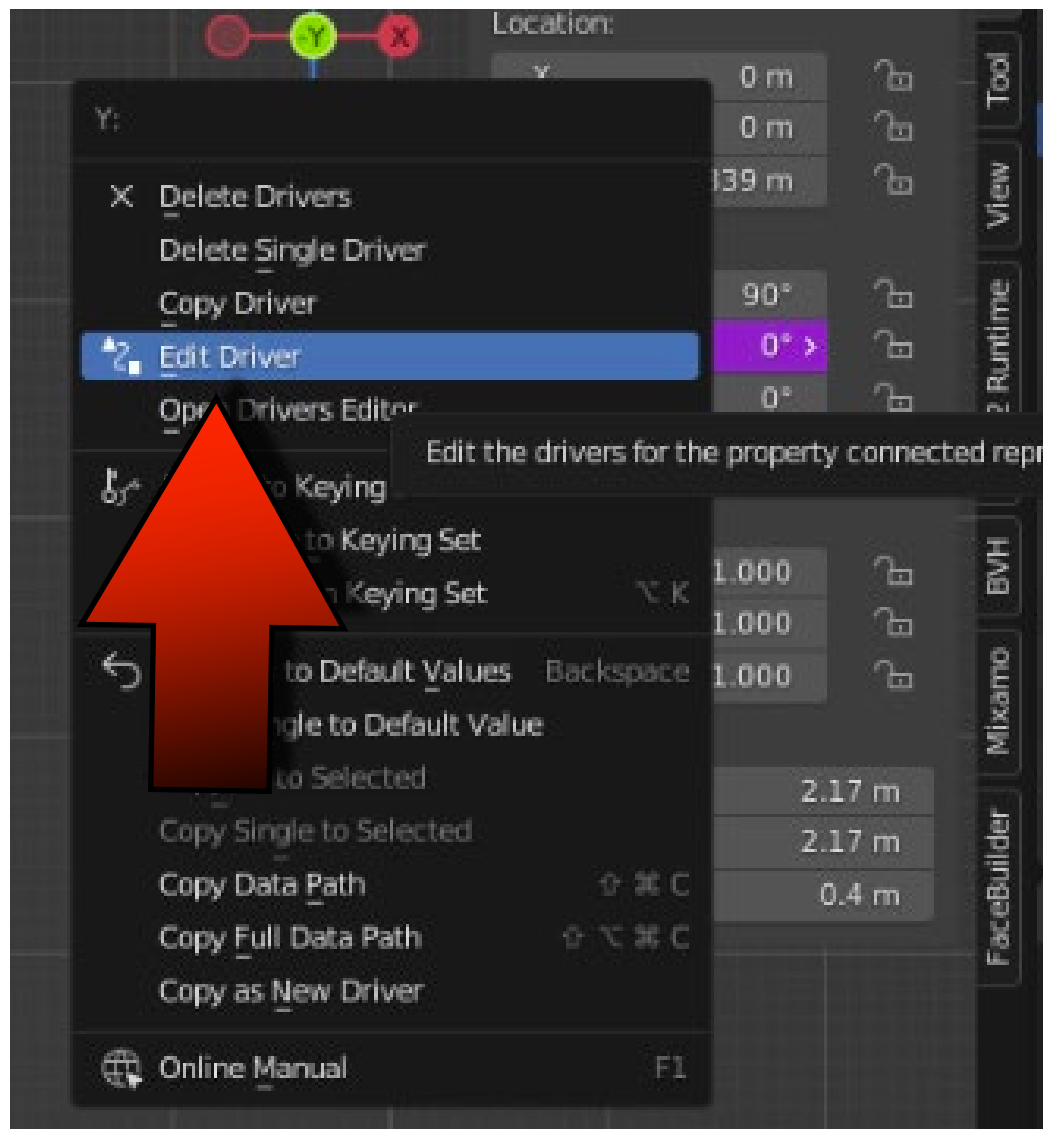 Location:
-Y
X
X
0 m
0 m
339 m
Y:
Delete Drivers
Delete Single Driver
Copy Driver
Edit Driver
Open Drivers Editor
Edit the drivers for the property connected repr
90°
0°
0°
to Keying
to Keying Set
Keying Set ⌥ K
to Default Values Backspace
to Default Value
to Selected
Copy Single to Selected
Copy Data Path ⇧ ⌘ C
Copy Full Data Path ⇧ ⌥ ⌘ C
Copy as New Driver
Online Manual F1
1.000
1.000
1.000
2.17 m
2.17 m
0.4 m
Tool
View
Runtime
BVH
Mixamo
FaceBuilder